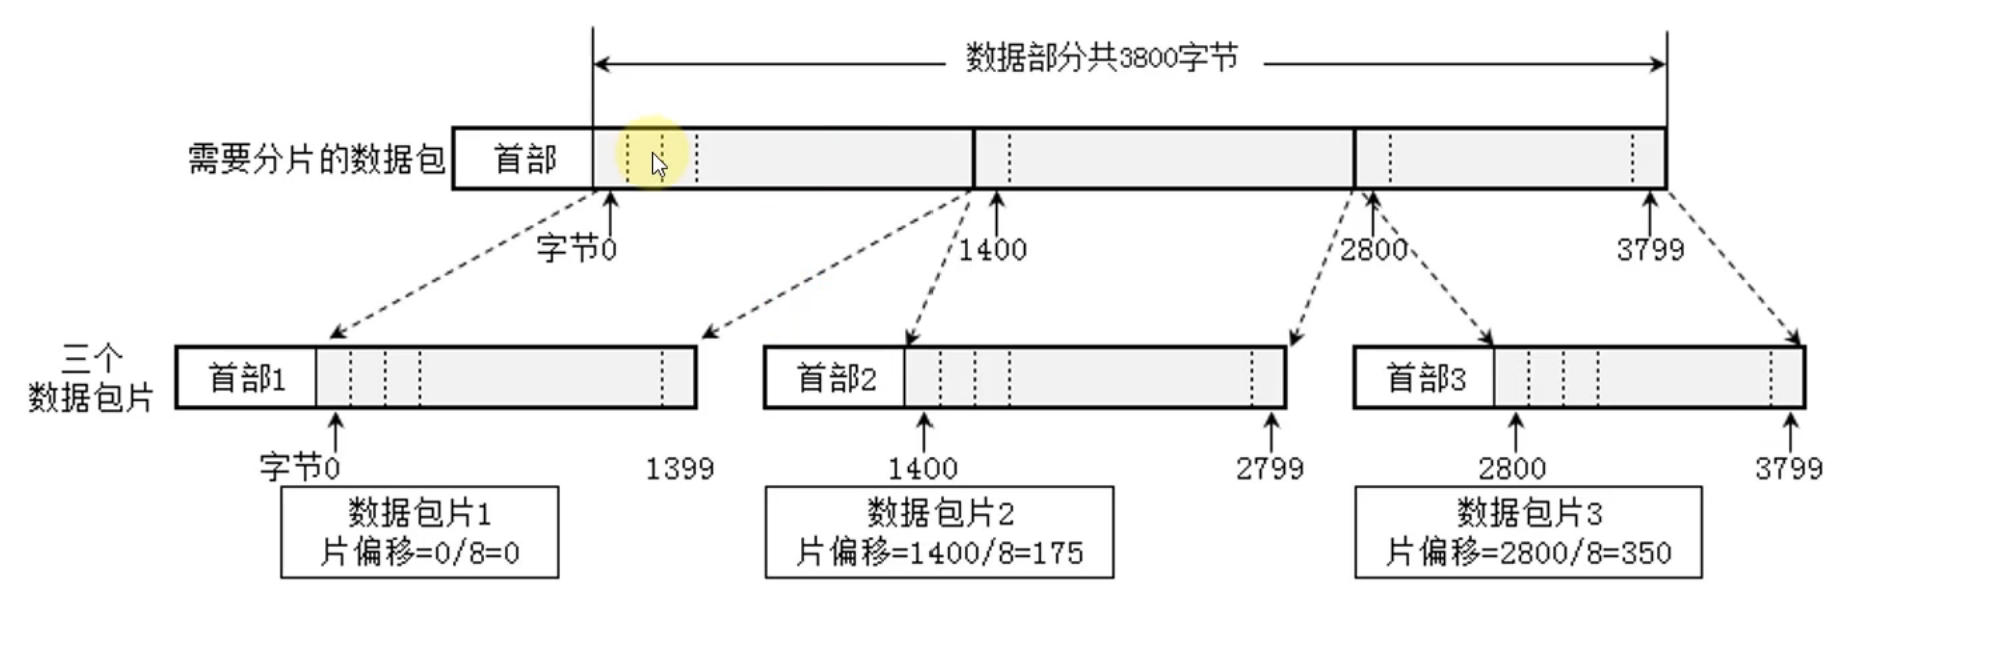 数据部分共3800字节
需要分片的数据包
首部
字节0
1400
2800
3799
三个
数据包片
首部1
首部2
首部3
字节0
1399
1400
2799
2800
3799
数据包片1
片偏移=0/8=0
数据包片2
片偏移=1400/8=175
数据包片3
片偏移=2800/8=350